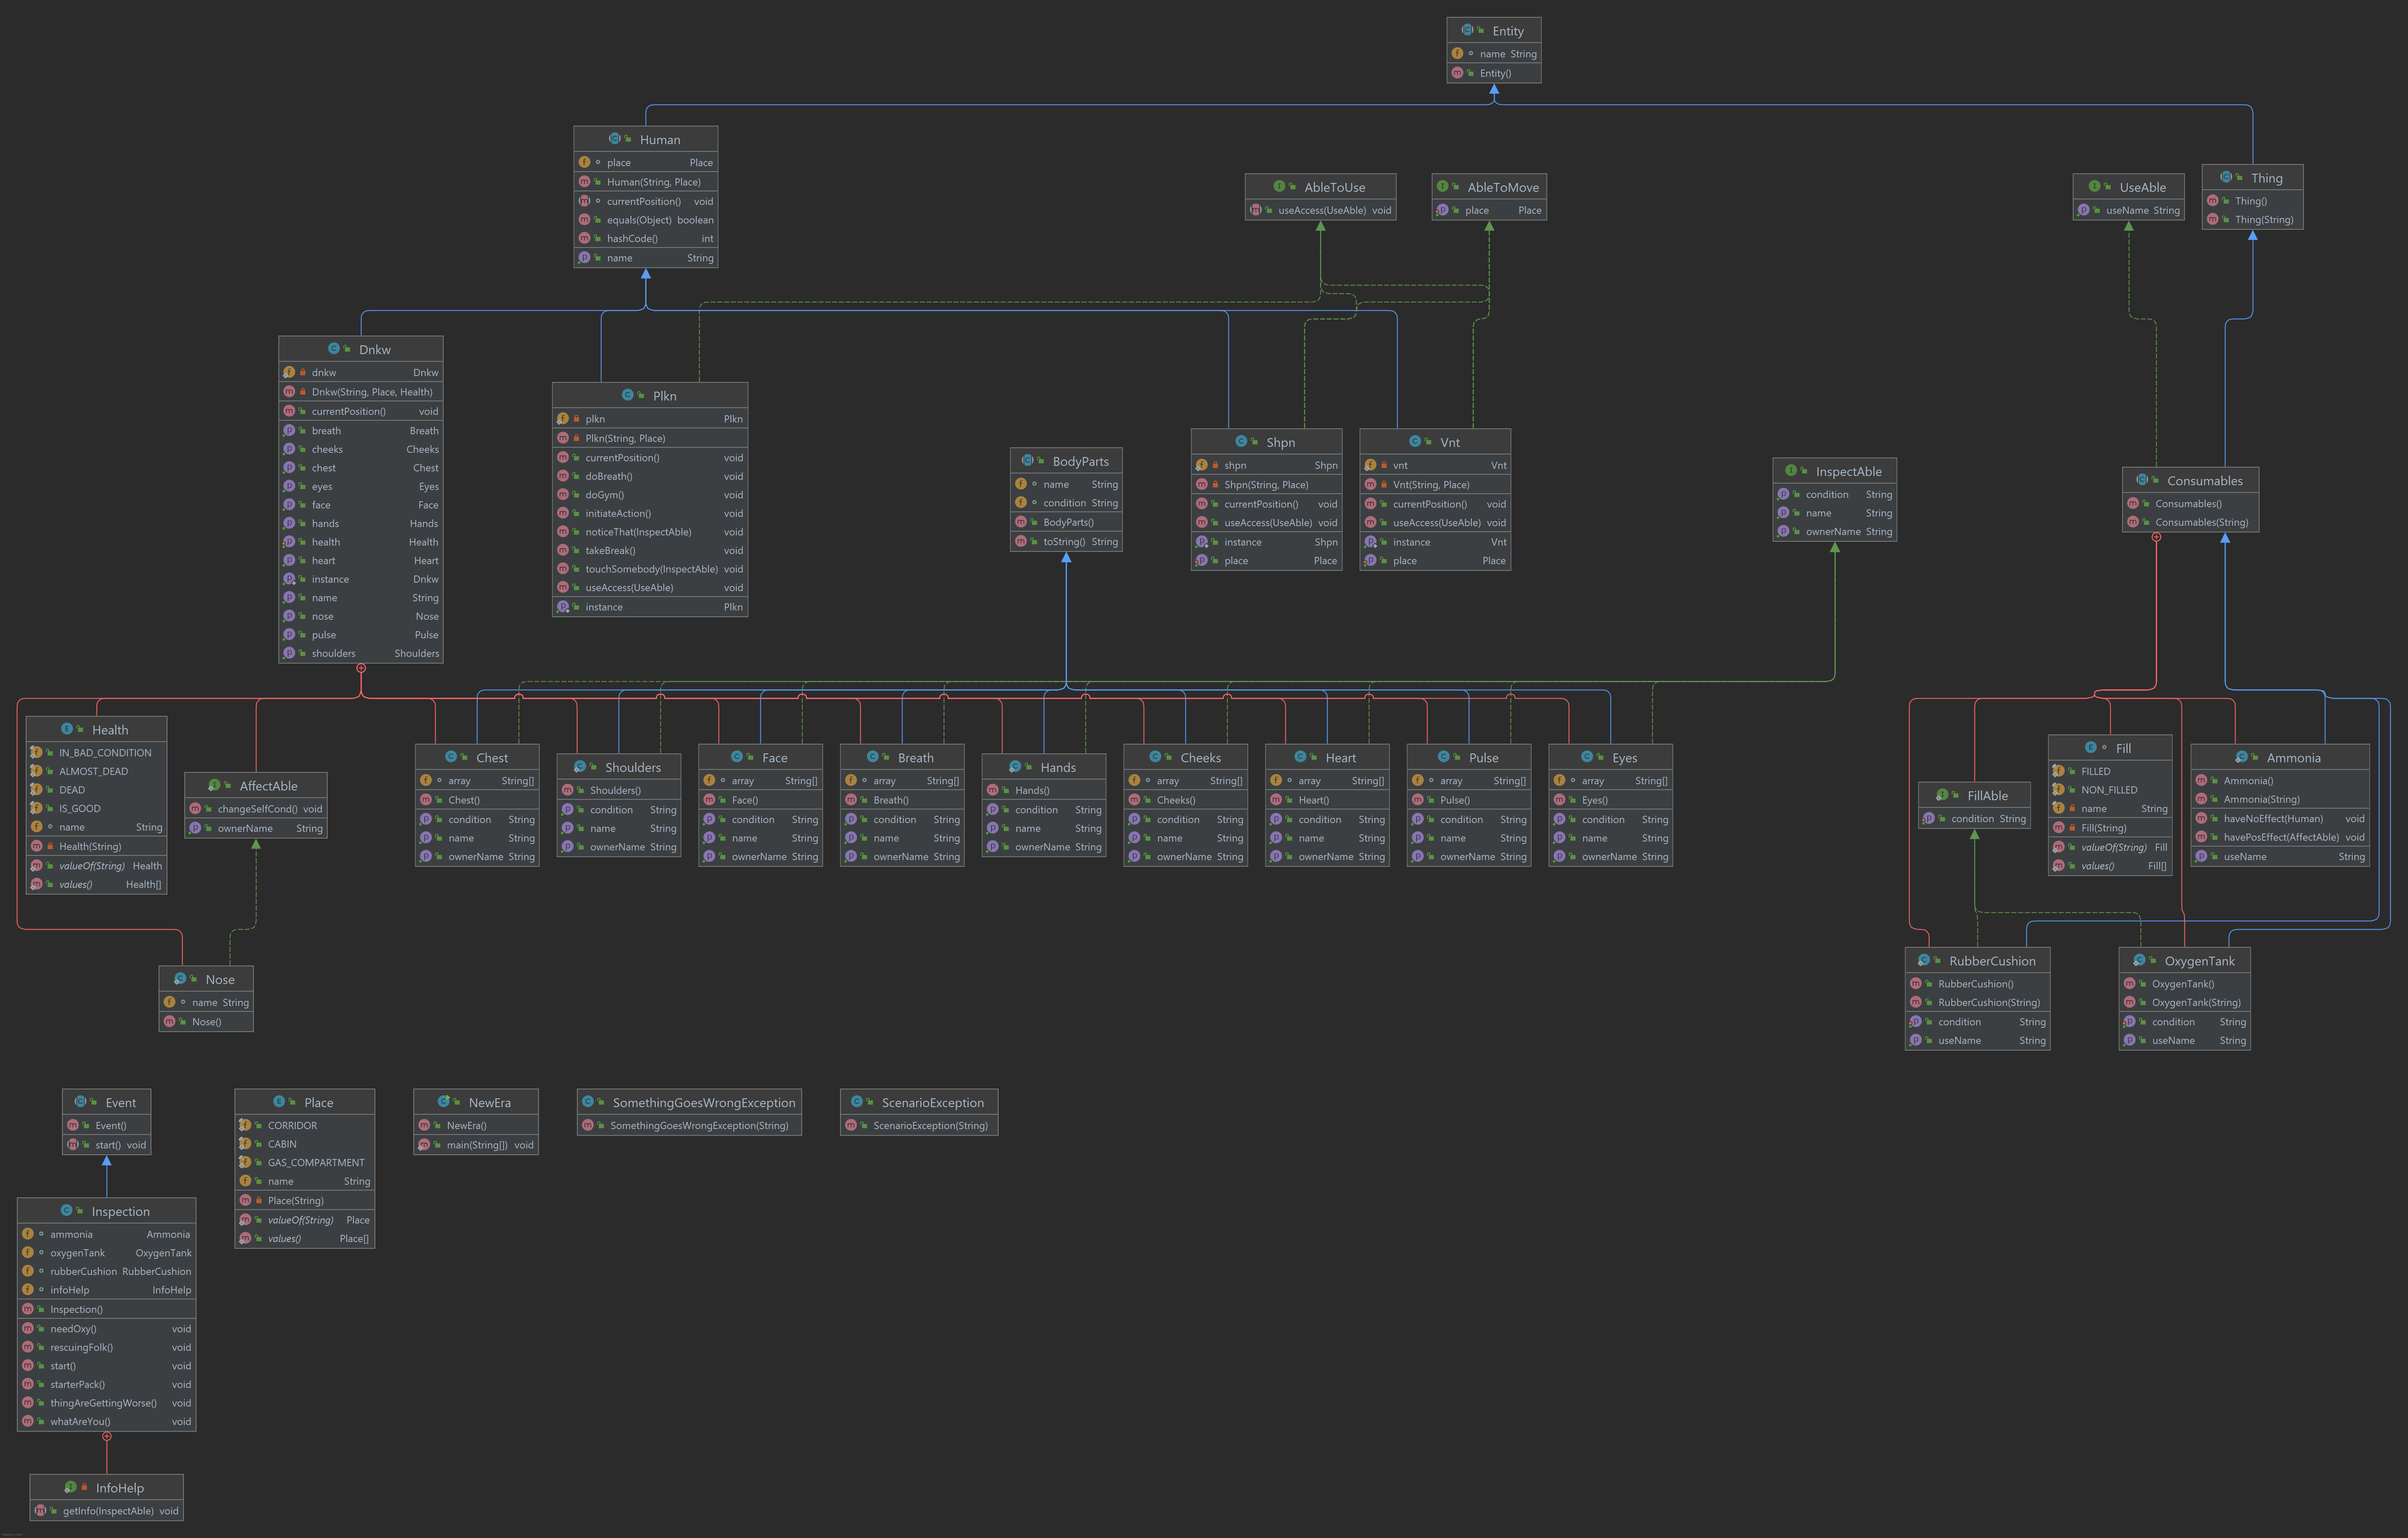 Entity
name String
Entity()
Human
place Place
Human(String, Place)
currentPosition() void
equals(Object) boolean
hashCode() int
name String
AbleToUse
useAccess(UseAble) void
AbleToMove
place Place
UseAble
useName String
Thing
Thing()
Thing(String)
Dnkw
dnkw Dnkw
Dnkw(String, Place, Health)
currentPosition() void
breath Breath
cheeks Cheeks
chest Chest
eyes Eyes
face Face
hands Hands
health Health
heart Heart
instance Dnkw
name String
nose Nose
pulse Pulse
shoulders Shoulders
Plkn
plkn Plkn
Plkn(String, Place)
currentPosition() void
doBreath() void
doGym() void
initiateAction() void
noticeThat(InspectAble) void
takeBreak() void
touchSomebody(InspectAble) void
useAccess(UseAble) void
instance Plkn
BodyParts
name String
condition String
BodyParts()
toString() String
Shpn
shpn Shpn
Shpn(String, Place)
currentPosition() void
useAccess(UseAble) void
instance Shpn
place Place
Vnt
vnt Vnt
Vnt(String, Place)
currentPosition() void
useAccess(UseAble) void
instance Vnt
place Place
InspectAble
condition String
name String
ownerName String
Consumables
Consumables()
Consumables(String)
Health
IN_BAD_CONDITION
ALMOST_DEAD
DEAD
IS_GOOD
name String
Health(String)
valueOf(String) Health
values() Health[]
AffectAble
changeSelfCond() void
ownerName String
Chest
array String[]
Chest()
condition String
name String
ownerName String
Shoulders
Shoulders()
condition String
name String
ownerName String
Face
array String[]
Face()
condition String
name String
ownerName String
Breath
array String[]
Breath()
condition String
name String
ownerName String
Hands
Hands()
condition String
name String
ownerName String
Cheeks
array String[]
Cheeks()
condition String
name String
ownerName String
Heart
array String[]
Heart()
condition String
name String
ownerName String
Pulse
array String[]
Pulse()
condition String
name String
ownerName String
Eyes
array String[]
Eyes()
condition String
name String
ownerName String
FillAble
condition String
Fill
FILLED
NON_FILLED
name String
Fill(String)
valueOf(String) Fill
values() Fill[]
Ammonia
Ammonia()
Ammonia(String)
haveNoEffect(Human) void
havePosEffect(AffectAble) void
useName String
Nose
name String
Nose()
RubberCushion
RubberCushion()
RubberCushion(String)
condition String
useName String
OxygenTank
OxygenTank()
OxygenTank(String)
condition String
useName String
Event
Event()
start() void
Place
CORRIDOR
CABIN
GAS_COMPARTMENT
name String
Place(String)
valueOf(String) Place
values() Place[]
NewEra
NewEra()
main(String[]) void
SomethingGoesWrongException
SomethingGoesWrongException(String)
ScenarioException
ScenarioException(String)
Inspection
ammonia Ammonia
oxygenTank OxygenTank
rubberCushion RubberCushion
infoHelp InfoHelp
Inspection()
needOxy() void
rescuingFolk() void
start() void
starterPack() void
thingAreGettingWorse() void
whatAreYou() void
InfoHelp
getInfo(InspectAble) void